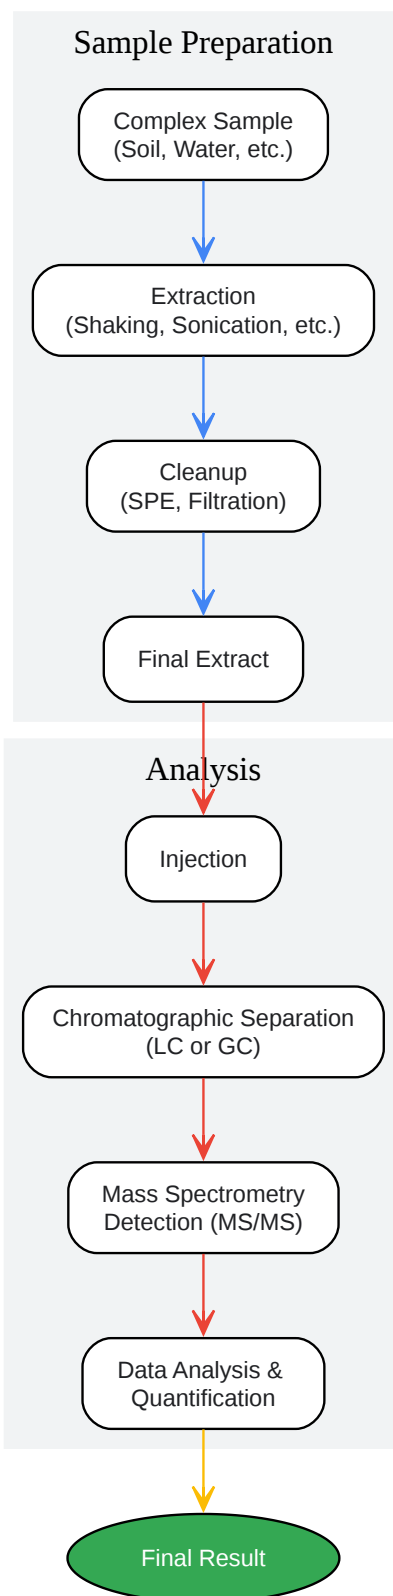 Sample Preparation
Complex Sample
(Soil, Water, etc.)
Extraction
(Shaking, Sonication, etc.)
Cleanup
(SPE, Filtration)
Final Extract
Analysis
Injection
Chromatographic Separation
(LC or GC)
Mass Spectrometry
Detection (MS/MS)
Data Analysis &
Quantification
Final Result